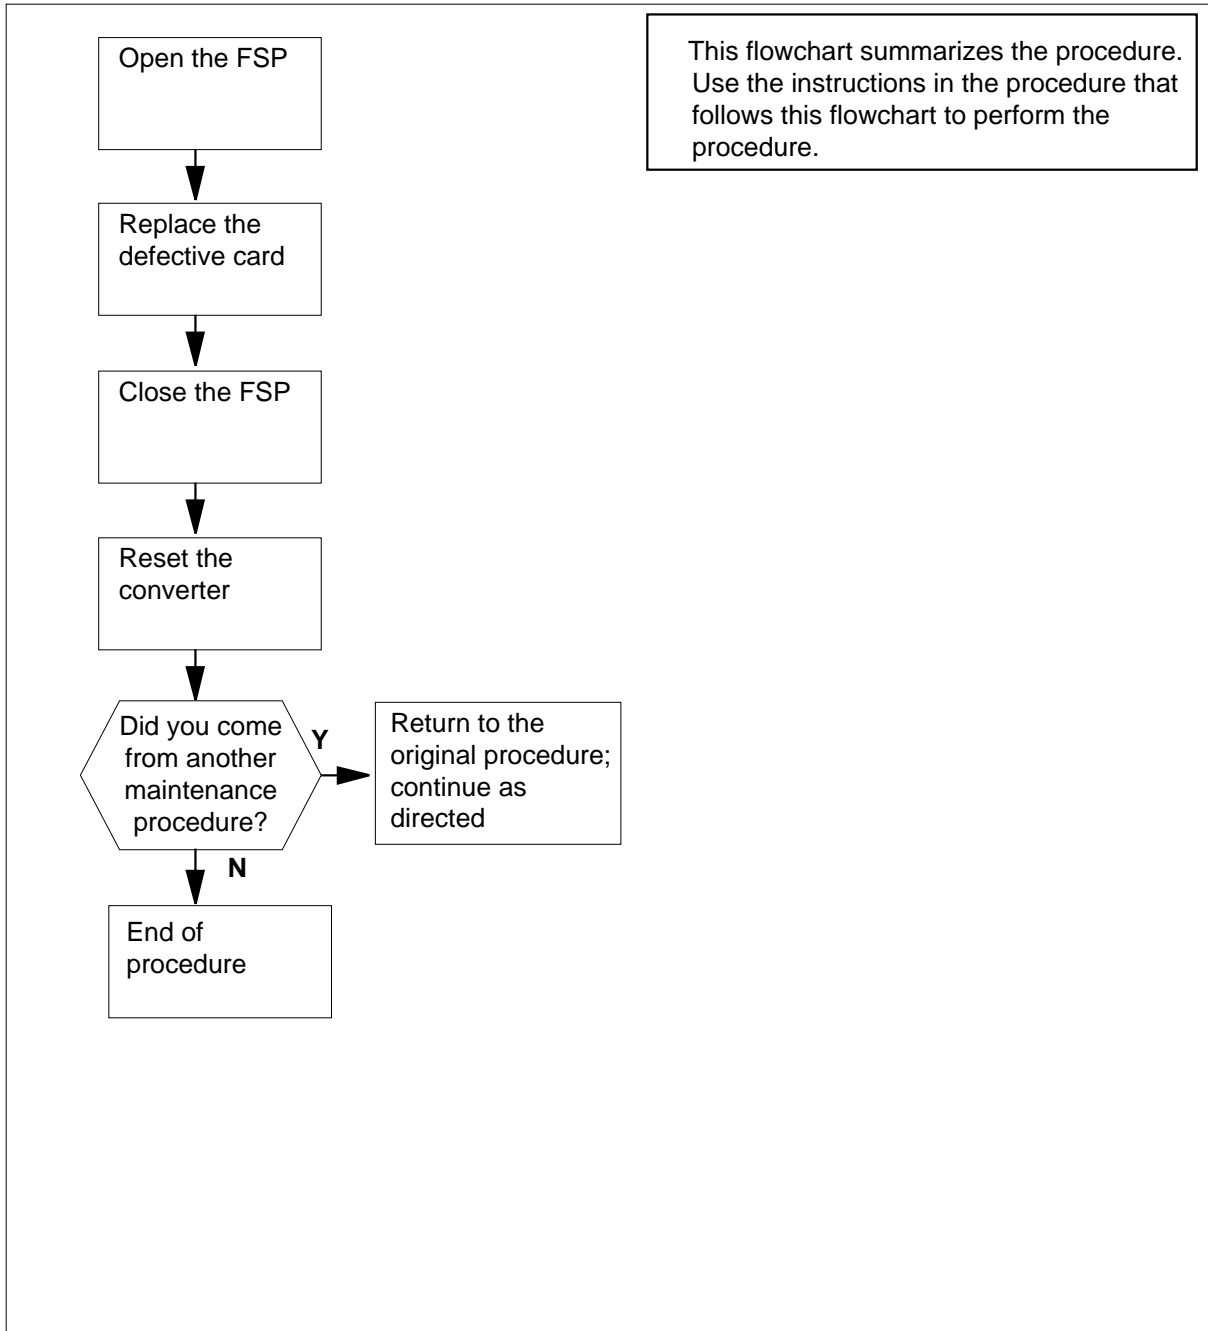 Open the FSP
This flowchart summarizes the procedure.
Use the instructions in the procedure that
follows this flowchart to perform the
procedure.
Replace the
defective card
Close the FSP
Reset the
converter
Did you come
from another
maintenance
procedure?
Y
Return to the
original procedure;
continue as
directed
N
End of
procedure